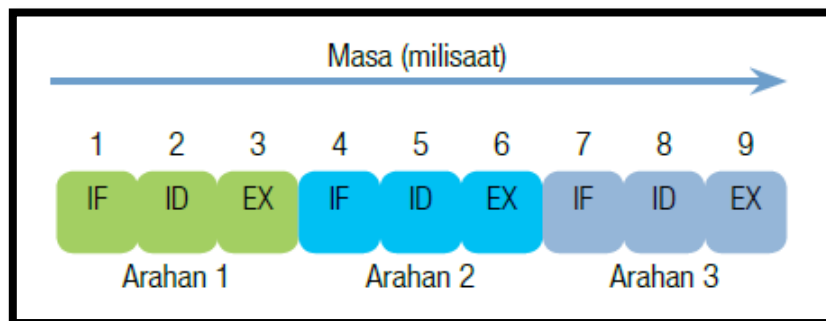 Masa (milisaat)
1 2 3 4 5 6 7 8 9
IF ID EX IF ID EX IF ID EX
Arahan 1 Arahan 2 Arahan 3